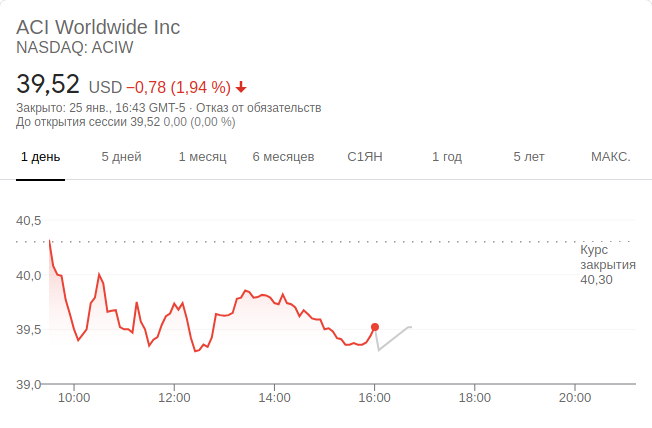 ACI Worldwide Inc
NASDAQ: ACIW
39,52 USD −0,78 (1,94 %)
Закрыто: 25 янв., 16:43 GMT-5 · Отказ от обязательств
До открытия сессии 39,52 0,00 (0,00 %)
1 день 5 дней 1 месяц 6 месяцев С1ЯН 1 год 5 лет МАКС.
40,5
40,0
39,5
39,0
Курс
закрытия
40,30
10:00 12:00 14:00 16:00 18:00 20:00